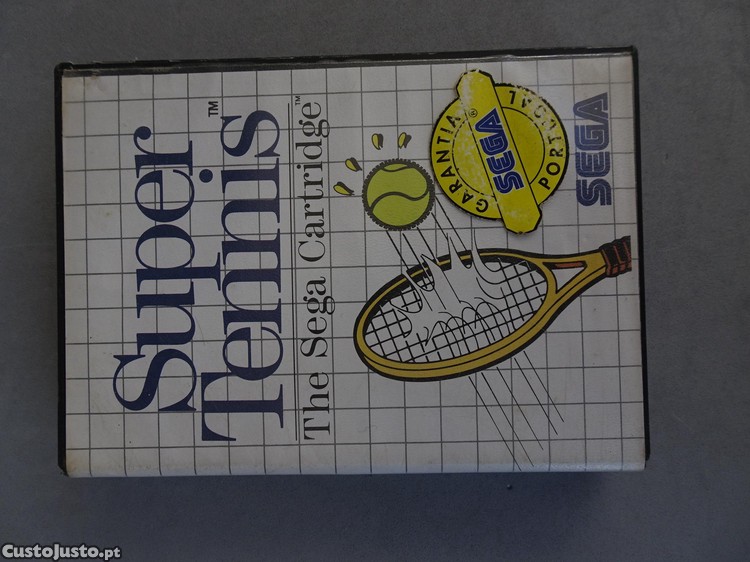 Super
Tennis™
The Sega Cartridge™
GARANTIA
SEGA®
PORTUGAL
SEGA
CustoJusto.pt